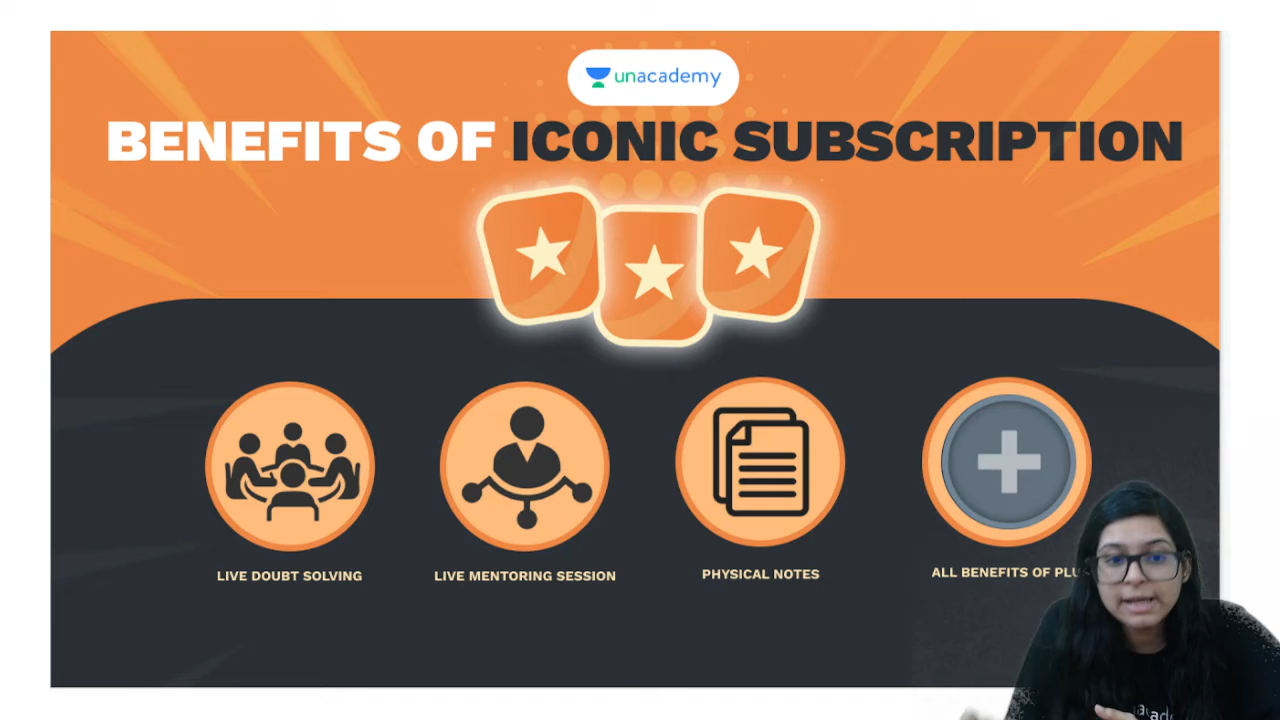 unacademy
BENEFITS OF ICONIC SUBSCRIPTION
LIVE DOUBT SOLVING
LIVE MENTORING SESSION
PHYSICAL NOTES
ALL BENEFITS OF